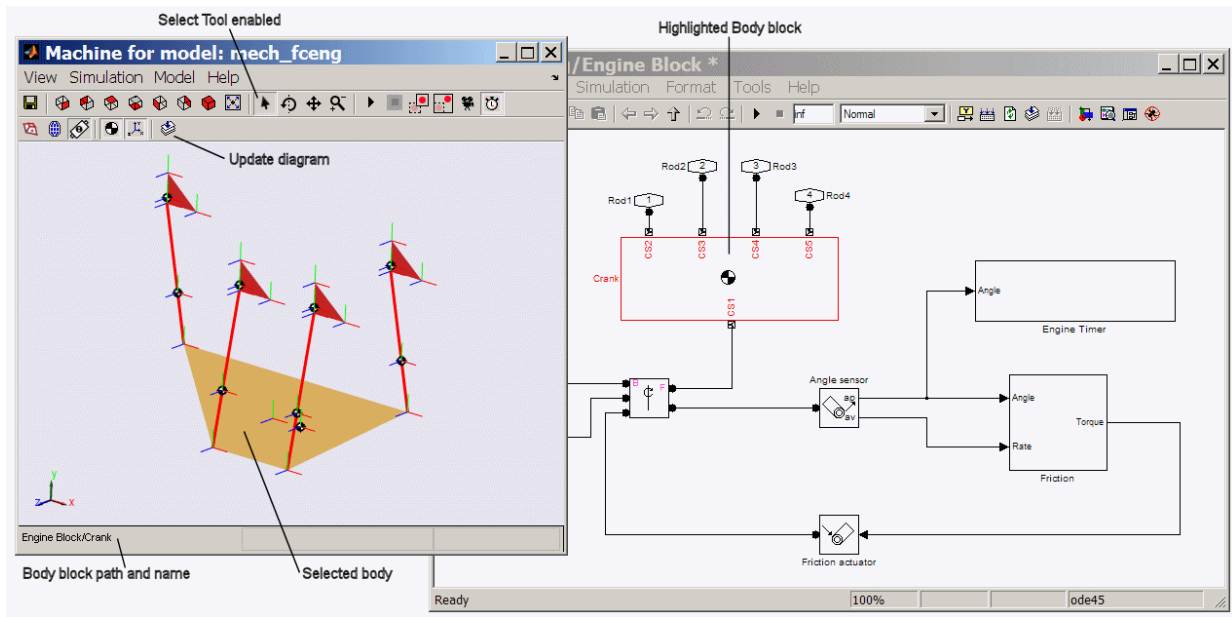 Select Tool enabled
Highlighted Body block
Machine for model: mech_fceng
View Simulation Model Help
Update diagram
z y x
Engine Block/Crank
Body block path and name
Selected body
/Engine Block *
Simulation Format Tools Help
inf Normal
Rod1 1
Rod2 2
3 Rod3
4 Rod4
CS2 CS3 CS4 CS5
Crank
CS1
B F
Angle sensor
ap
av
Angle
Engine Timer
Angle
Rate
Torque
Friction
Friction actuator
Ready 100% ode45